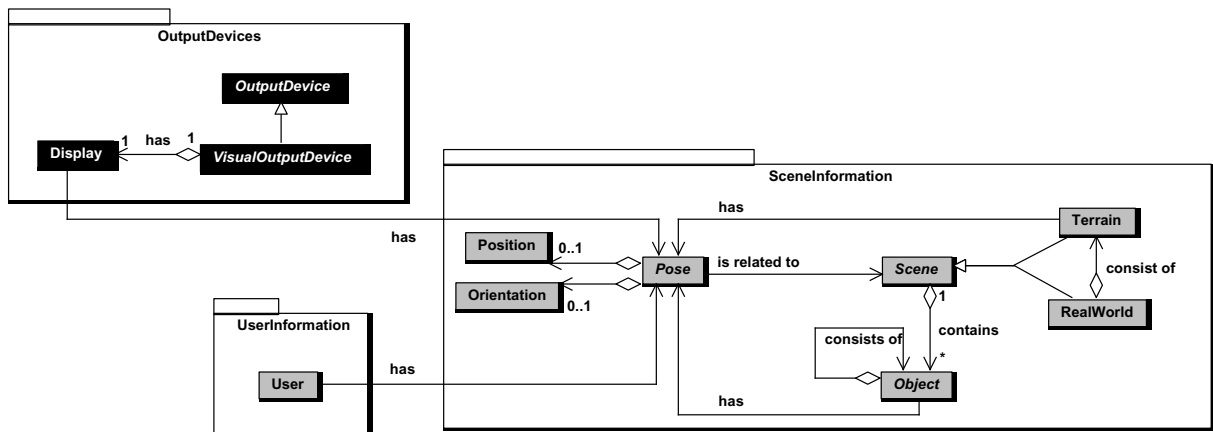 OutputDevices
OutputDevice
1
has
1
Display
VisualOutputDevice
SceneInformation
has
Terrain
has
Position
0..1
Pose
is related to
Scene
consist of
Orientation
0..1
1
RealWorld
UserInformation
contains
consists of
*
has
User
Object
has